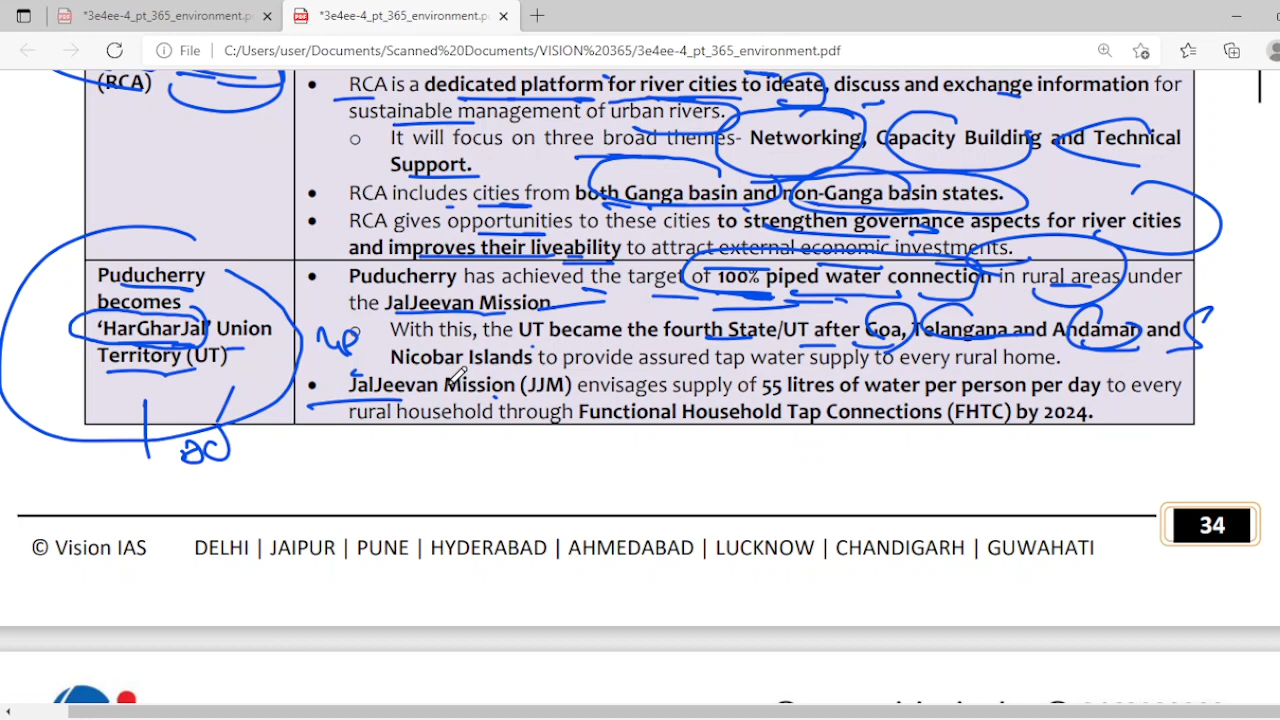 *3e4ee-4_pt_365_environment.p
*3e4ee-4_pt_365_environment.p
File
C:/Users/user/Documents/Scanned%20Documents/VISION%20365/3e4ee-4_pt_365_environment.pdf
(RCA)
• RCA is a dedicated platform for river cities to ideate, discuss and exchange information for
sustainable management of urban rivers.
o It will focus on three broad themes- Networking, Capacity Building and Technical
Support.
• RCA includes cities from both Ganga basin and non-Ganga basin states.
• RCA gives opportunities to these cities to strengthen governance aspects for river cities
and improves their liveability to attract external economic investments.
Puducherry
becomes
‘HarGharJal’ Union
Territory (UT)
• Puducherry has achieved the target of 100% piped water connection in rural areas under
the JalJeevan Mission.
o With this, the UT became the fourth State/UT after Goa, Telangana and Andaman and
Nicobar Islands to provide assured tap water supply to every rural home.
• JalJeevan Mission (JJM) envisages supply of 55 litres of water per person per day to every
rural household through Functional Household Tap Connections (FHTC) by 2024.
34
© Vision IAS
DELHI | JAIPUR | PUNE | HYDERABAD | AHMEDABAD | LUCKNOW | CHANDIGARH | GUWAHATI